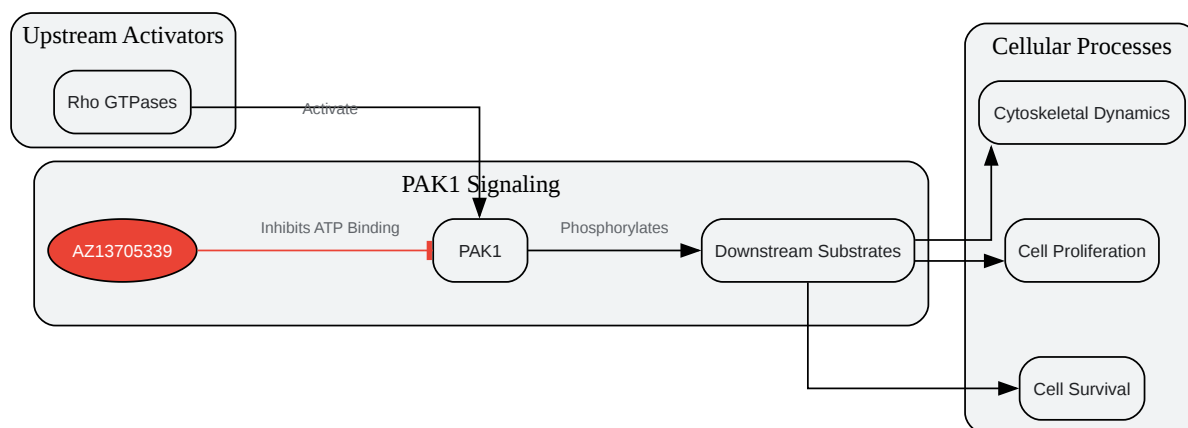 Upstream Activators
Rho GTPases
Activate
Cellular Processes
Cytoskeletal Dynamics
PAK1 Signaling
AZ13705339
Inhibits ATP Binding
PAK1
Phosphorylates
Downstream Substrates
Cell Proliferation
Cell Survival